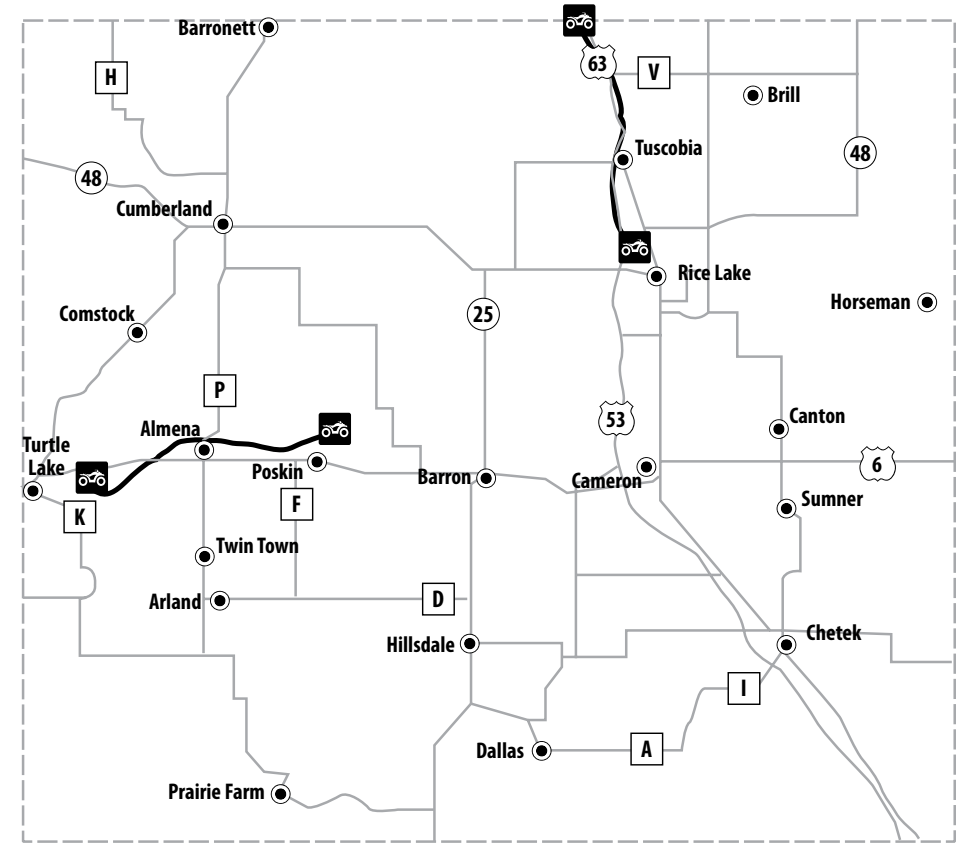 Barronett
63
H
V
Brill
Tuscobia
48
48
Cumberland
Rice Lake
Horseman
Comstock
25
P
53
Canton
Almena
Turtle
Lake
Poskin
Barron
Cameron
6
F
K
Sumner
Twin Town
Arland
D
Hillsdale
Chetek
I
Dallas
A
Prairie Farm